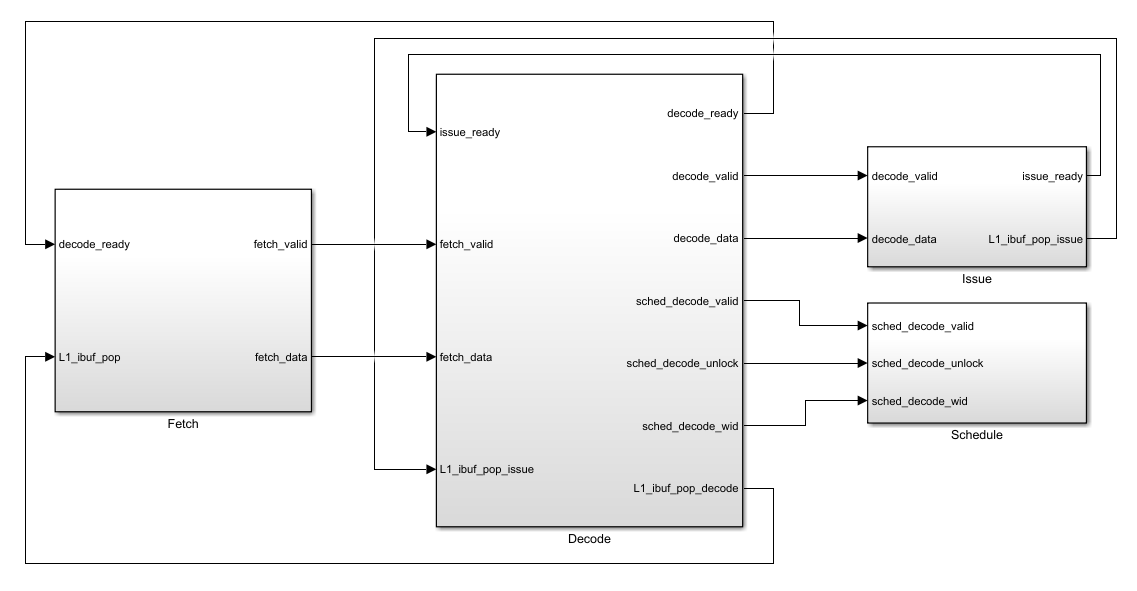 decode_ready
L1_ibuf_pop
fetch_valid
fetch_data
Fetch
issue_ready
fetch_valid
fetch_data
L1_ibuf_pop_issue
decode_ready
decode_valid
decode_data
sched_decode_valid
sched_decode_unlock
sched_decode_wid
L1_ibuf_pop_decode
Decode
decode_valid
decode_data
issue_ready
L1_ibuf_pop_issue
Issue
sched_decode_valid
sched_decode_unlock
sched_decode_wid
Schedule